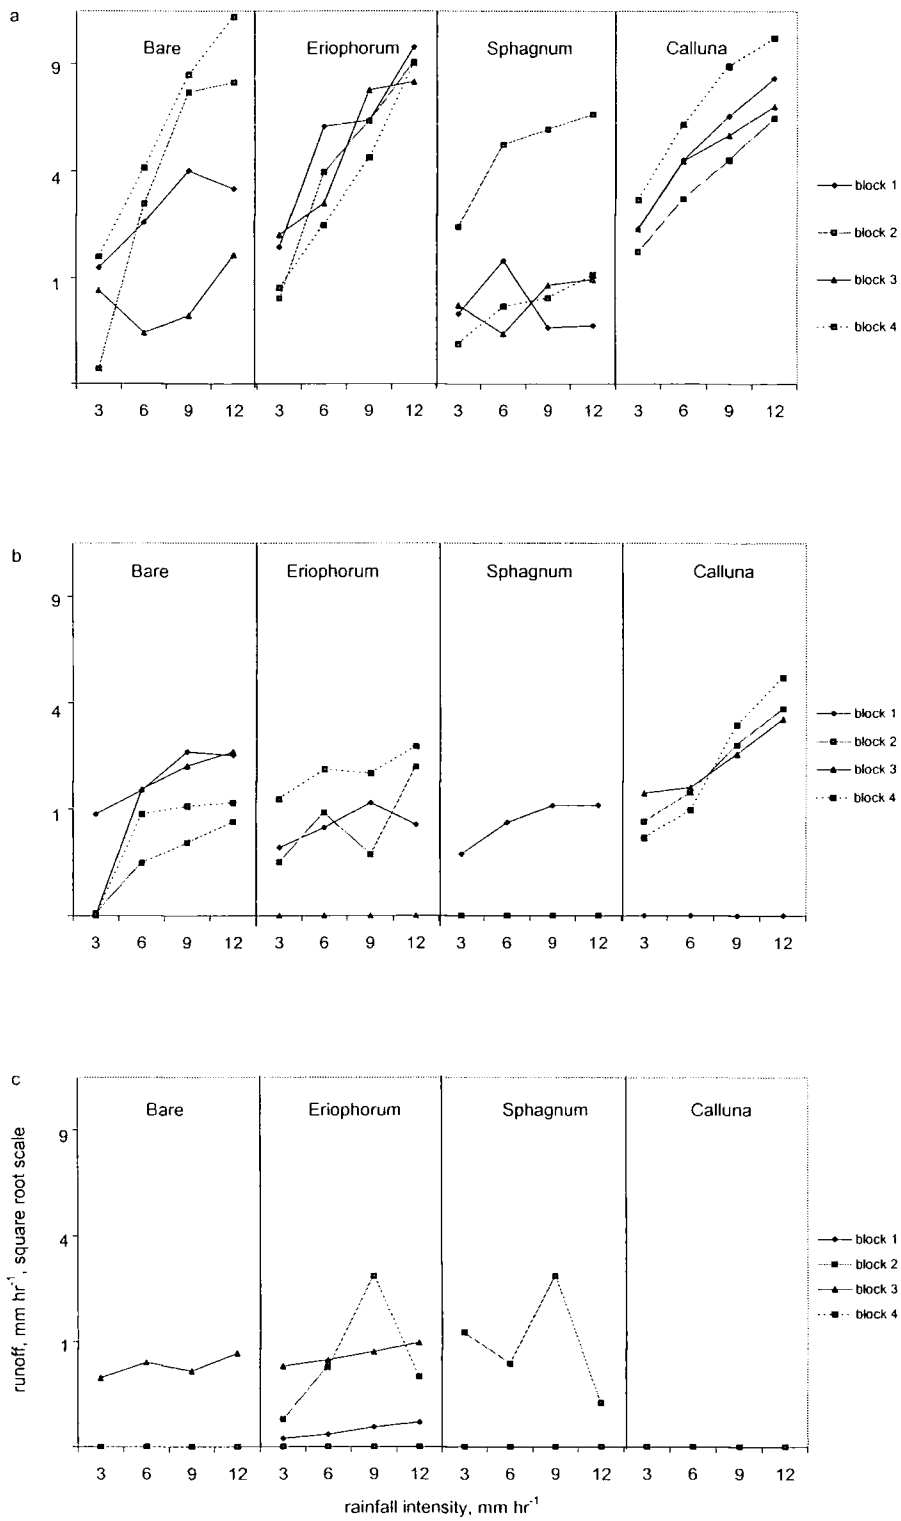 a
Bare Eriophorum Sphagnum Calluna
9
4
1
3 6 9 12 3 6 9 12 3 6 9 12 3 6 9 12
block 1
block 2
block 3
block 4
b
Bare Eriophorum Sphagnum Calluna
9
4
1
3 6 9 12 3 6 9 12 3 6 9 12 3 6 9 12
block 1
block 2
block 3
block 4
c
Bare Eriophorum Sphagnum Calluna
9
4
1
runoff, mm hr⁻¹, square root scale
3 6 9 12 3 6 9 12 3 6 9 12 3 6 9 12
rainfall intensity, mm hr⁻¹
block 1
block 2
block 3
block 4